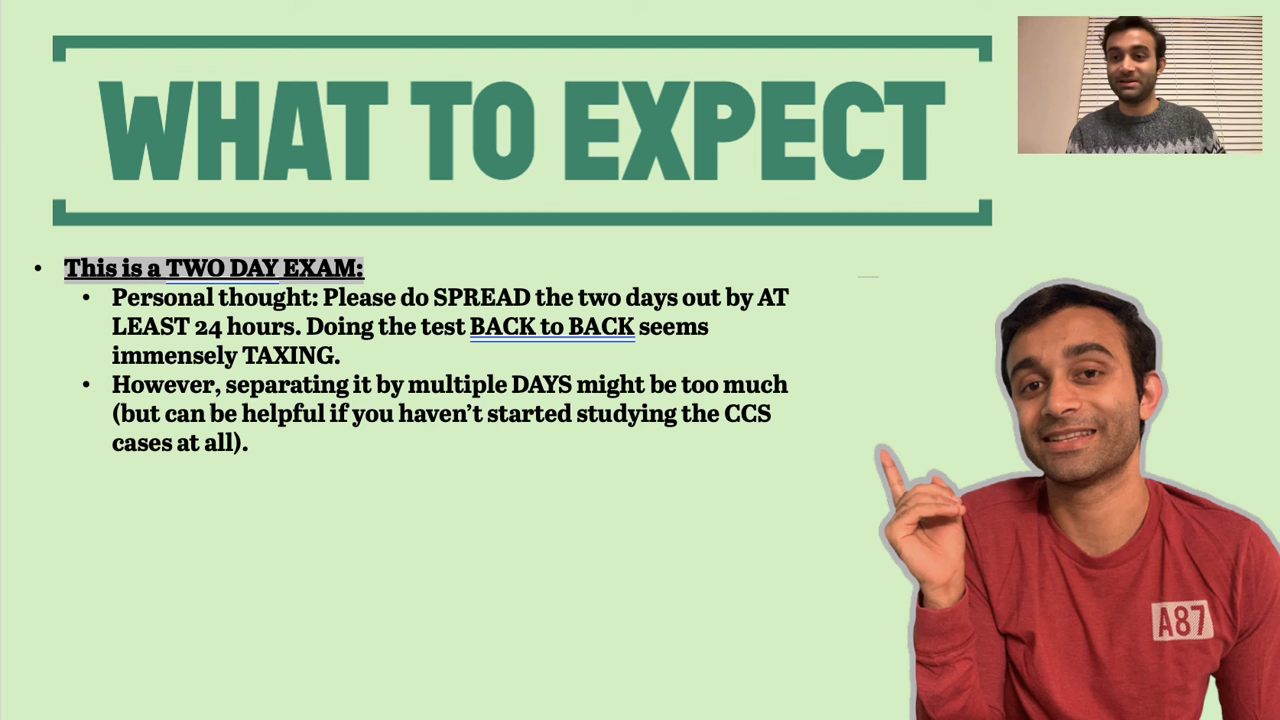 WHAT TO EXPECT
• This is a TWO DAY EXAM:
• Personal thought: Please do SPREAD the two days out by AT
LEAST 24 hours. Doing the test BACK to BACK seems
immensely TAXING.
• However, separating it by multiple DAYS might be too much
(but can be helpful if you haven’t started studying the CCS
cases at all).
A87